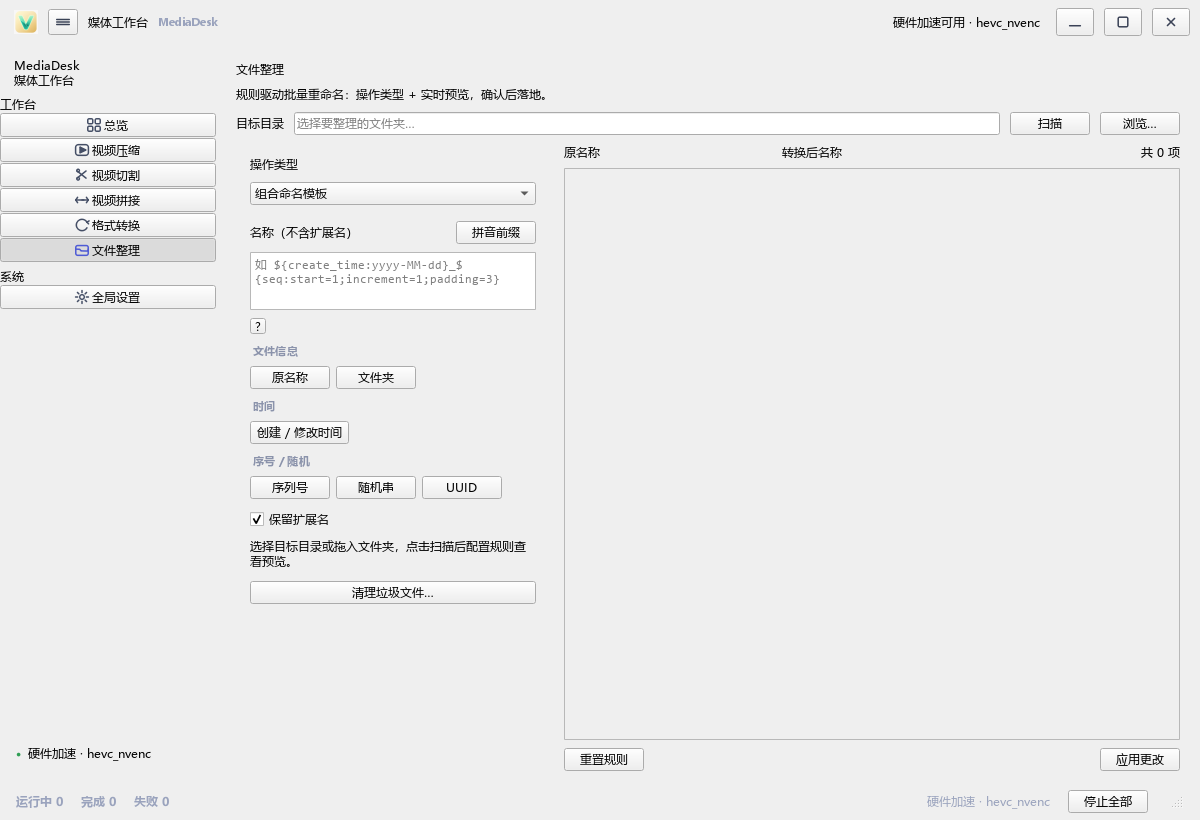 媒体工作台 MediaDesk
硬件加速可用 · hevc_nvenc
MediaDesk
媒体工作台
工作台
总览
视频压缩
视频切割
视频拼接
格式转换
文件整理
系统
全局设置
硬件加速 · hevc_nvenc
文件整理
规则驱动批量重命名：操作类型 + 实时预览，确认后落地。
目标目录 选择要整理的文件夹... 扫描 浏览...
操作类型
组合命名模板
名称（不含扩展名） 拼音前缀
如 ${create_time:yyyy-MM-dd}_$
{seq:start=1;increment=1;padding=3}
?
文件信息
原名称 文件夹
时间
创建 / 修改时间
序号 / 随机
序列号 随机串 UUID
保留扩展名
选择目标目录或拖入文件夹，点击扫描后配置规则查
看预览。
清理垃圾文件...
原名称 转换后名称 共 0 项
重置规则 应用更改
运行中 0 完成 0 失败 0
硬件加速 · hevc_nvenc 停止全部